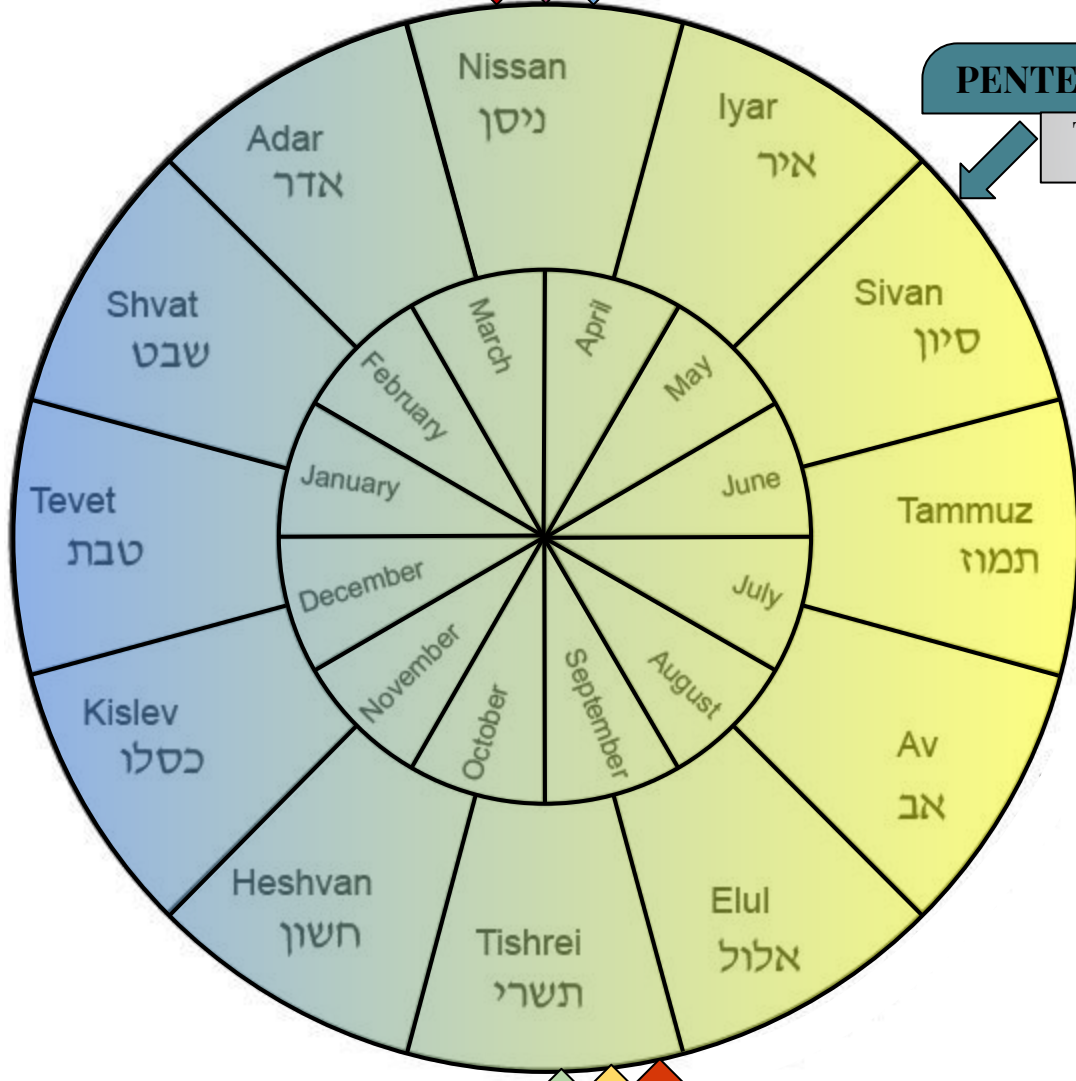 Nissan
ניסן
Iyar
איר
Sivan
סיון
Tammuz
תמוז
Av
אב
Elul
אלול
Tishrei
תשרי
Heshvan
חשון
Kislev
כסלו
Tevet
טבת
Shvat
שבט
Adar
אדר
PENTE
March
April
May
June
July
August
September
October
November
December
January
February